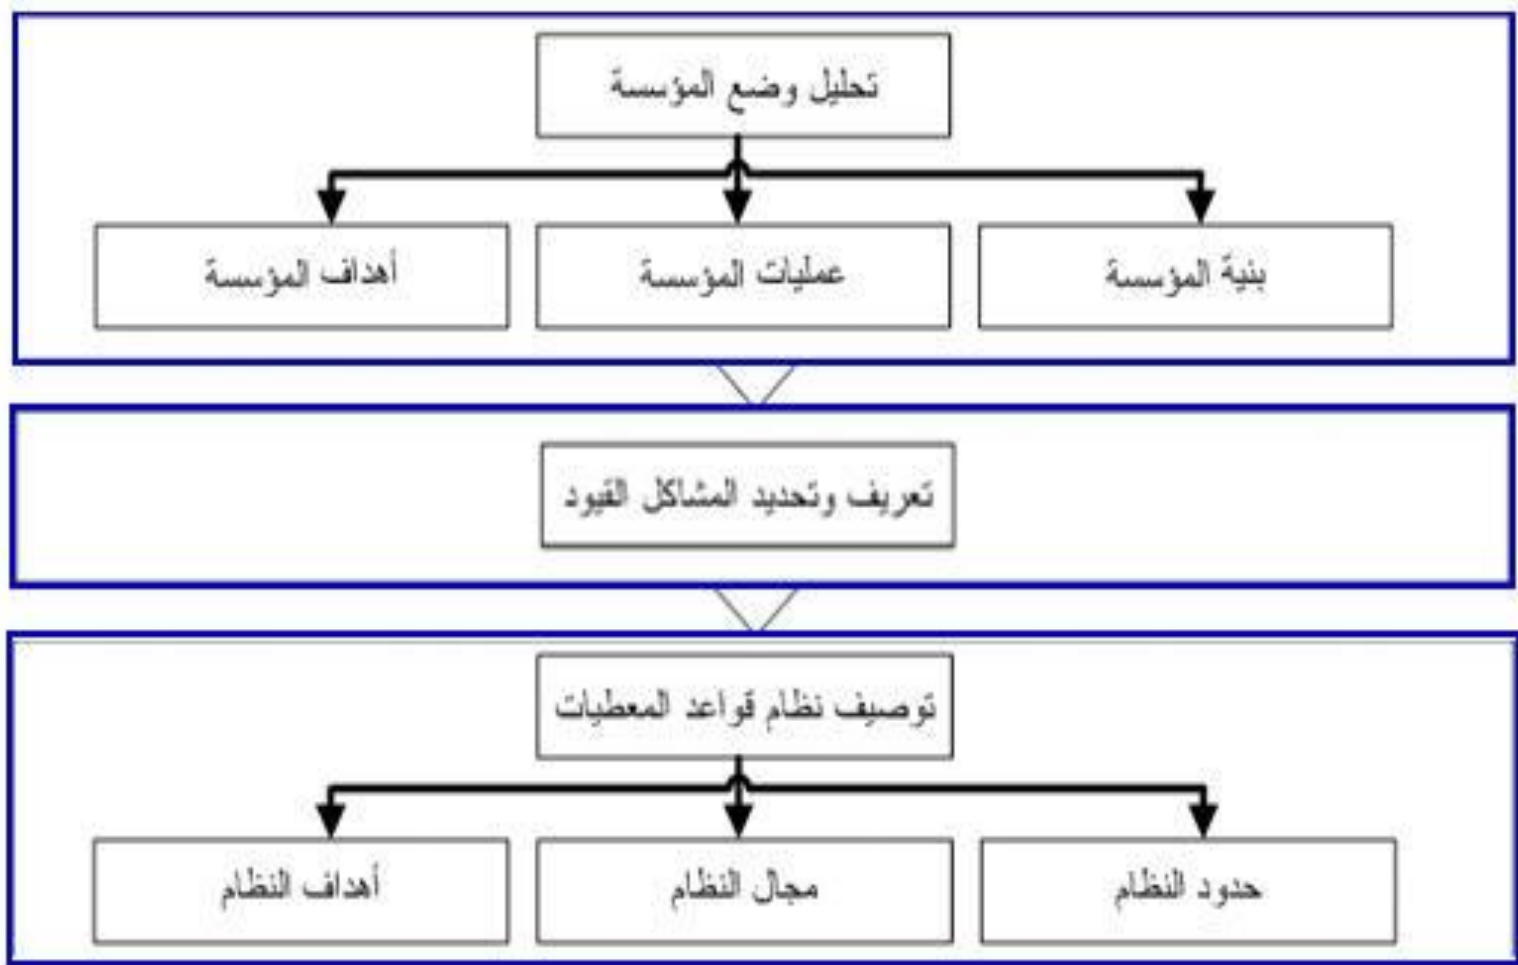 تحليل وضع المؤسسة
بنية المؤسسة
عمليات المؤسسة
أهداف المؤسسة
تعريف وتحديد المشاكل القيود
توصيف نظام قواعد المعطيات
حدود النظام
مجال النظام
أهداف النظام